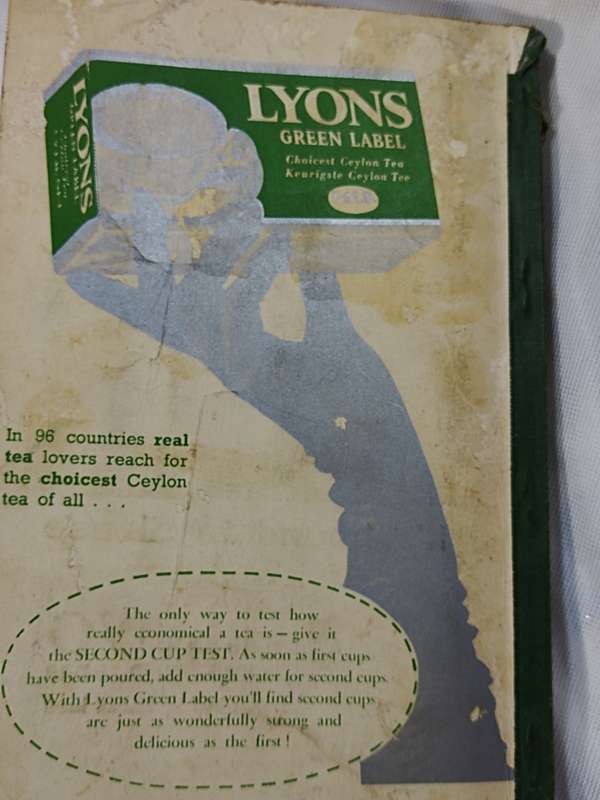 LYONS
GREEN LABEL
Choicest Ceylon Tea
Keurigste Ceylon Tee
LYONS
In 96 countries real
tea lovers reach for
the choicest Ceylon
tea of all . . .
The only way to test how
really economical a tea is — give it
the SECOND CUP TEST. As soon as first cups
have been poured, add enough water for second cups.
With Lyons Green Label you'll find second cups
are just as wonderfully strong and
delicious as the first !